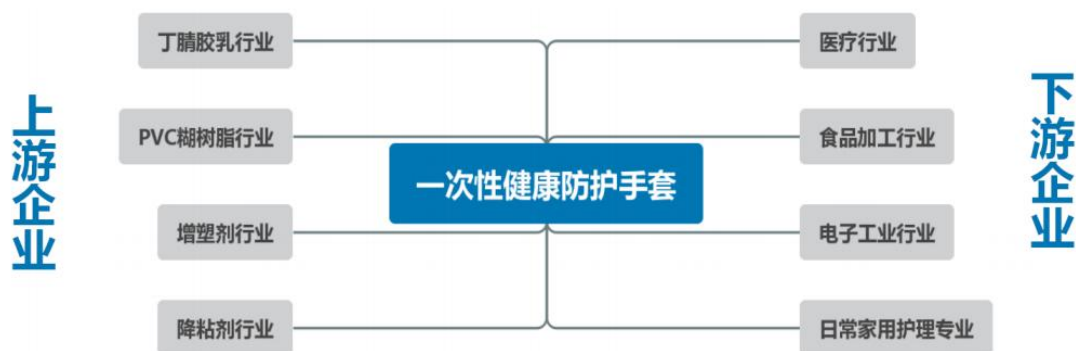 上游企业
丁腈胶乳行业
PVC糊树脂行业
增塑剂行业
降粘剂行业
一次性健康防护手套
医疗行业
食品加工行业
电子工业行业
日常家用护理专业
下游企业